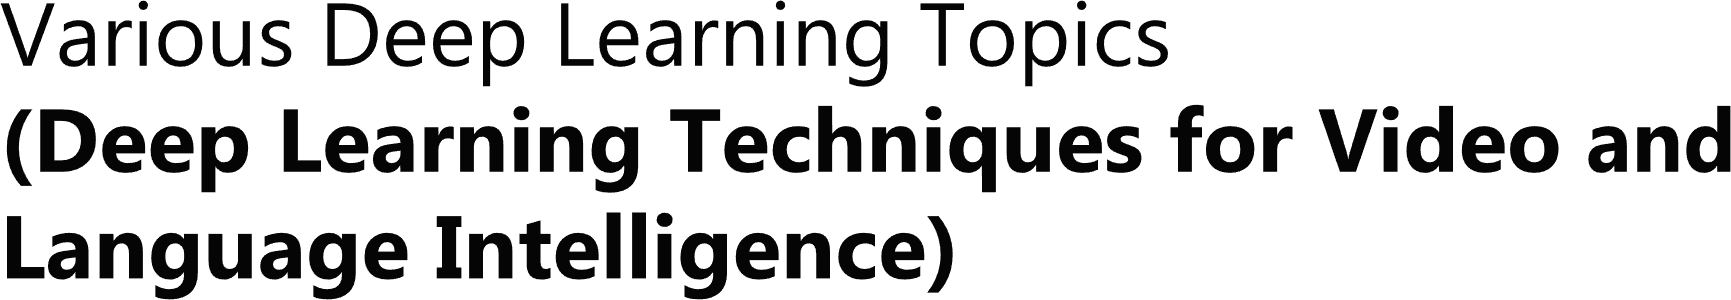 Various Deep Learning Topics
(Deep Learning Techniques for Video and
Language Intelligence)